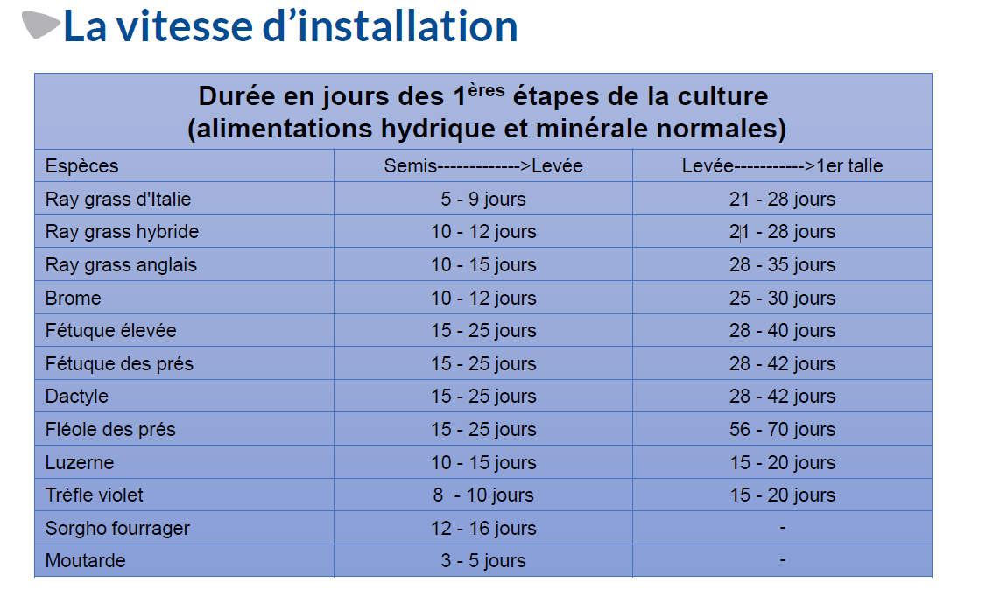 La vitesse d’installation
Durée en jours des 1ères étapes de la culture
(alimentations hydrique et minérale normales)
Espèces Semis------------->Levée Levée----------->1er talle
Ray grass d'Italie 5 - 9 jours 21 - 28 jours
Ray grass hybride 10 - 12 jours 21 - 28 jours
Ray grass anglais 10 - 15 jours 28 - 35 jours
Brome 10 - 12 jours 25 - 30 jours
Fétuque élevée 15 - 25 jours 28 - 40 jours
Fétuque des prés 15 - 25 jours 28 - 42 jours
Dactyle 15 - 25 jours 28 - 42 jours
Fléole des prés 15 - 25 jours 56 - 70 jours
Luzerne 10 - 15 jours 15 - 20 jours
Trèfle violet 8 - 10 jours 15 - 20 jours
Sorgho fourrager 12 - 16 jours -
Moutarde 3 - 5 jours -